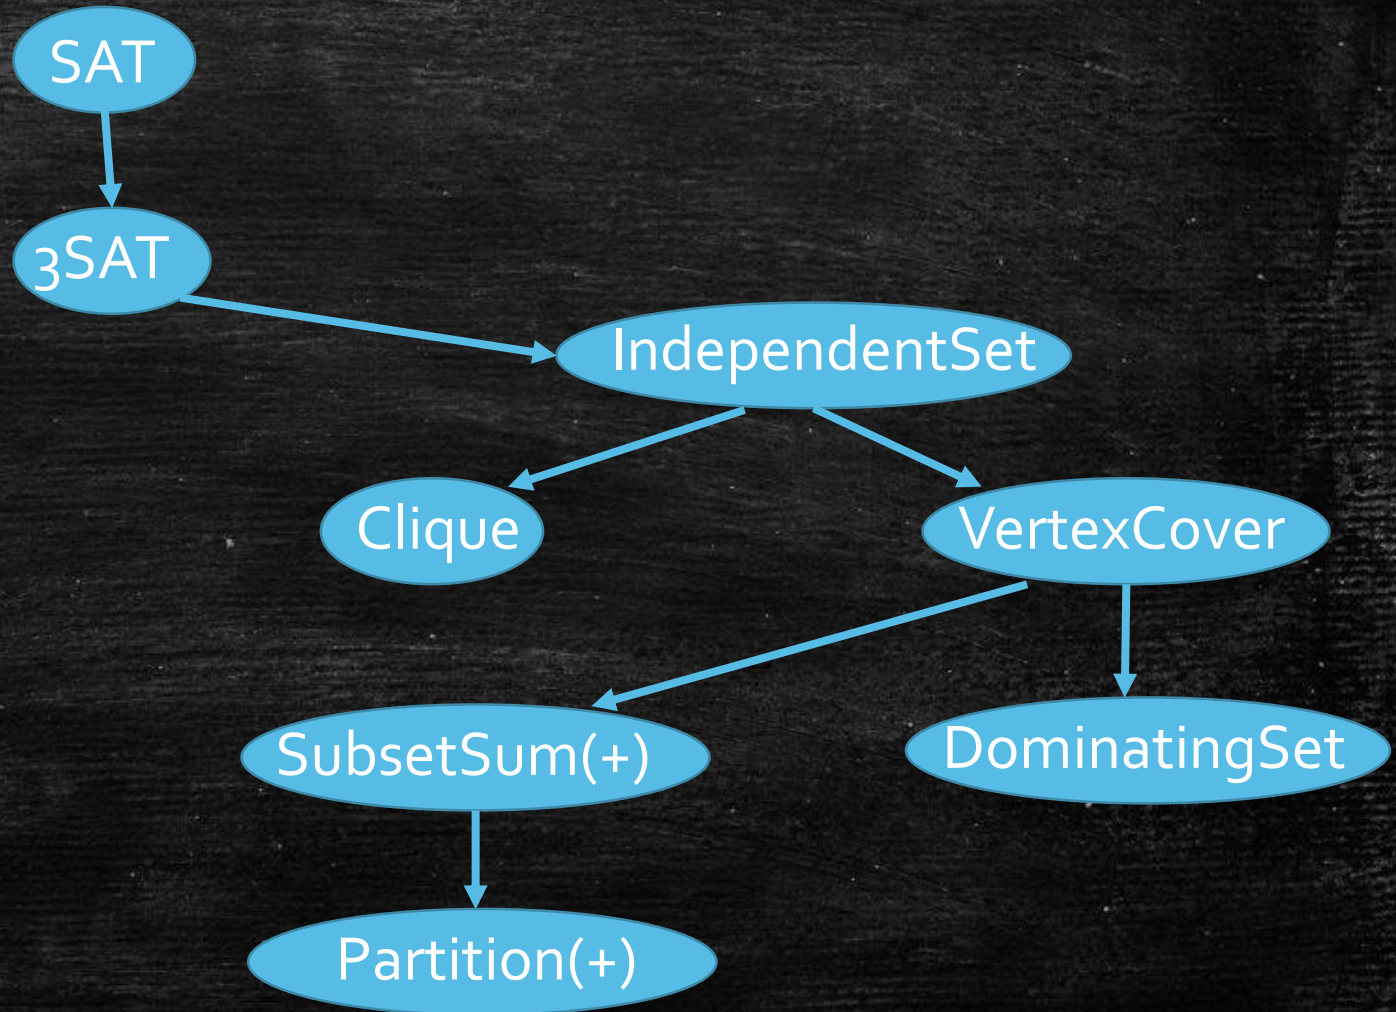 SAT
3SAT
IndependentSet
Clique
VertexCover
SubsetSum(+)
DominatingSet
Partition(+)